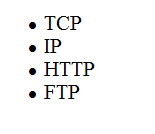 • TCP
• IP
• HTTP
• FTP